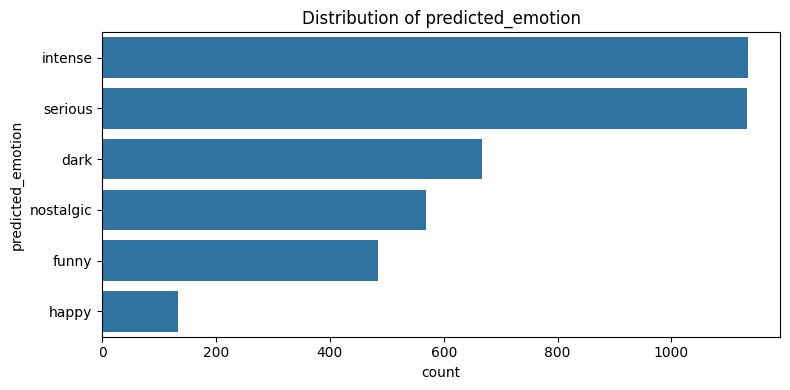 Distribution of predicted_emotion
predicted_emotion
intense
serious
dark
nostalgic
funny
happy
0 200 400 600 800 1000
count